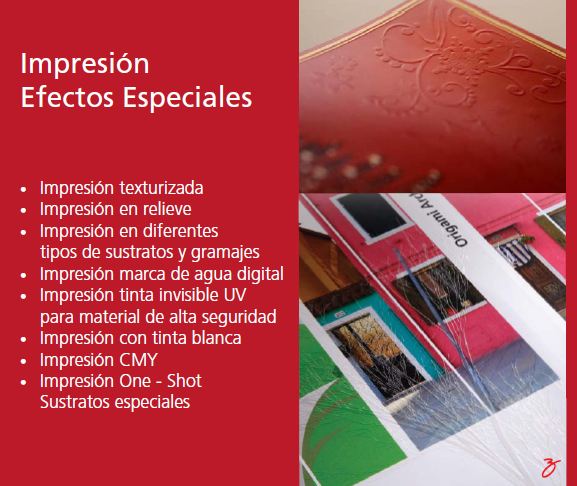 Impresión
Efectos Especiales
• Impresión texturizada
• Impresión en relieve
• Impresión en diferentes
tipos de sustratos y gramajes
• Impresión marca de agua digital
• Impresión tinta invisible UV
para material de alta seguridad
• Impresión con tinta blanca
• Impresión CMY
• Impresión One - Shot
Sustratos especiales
Origami Arch